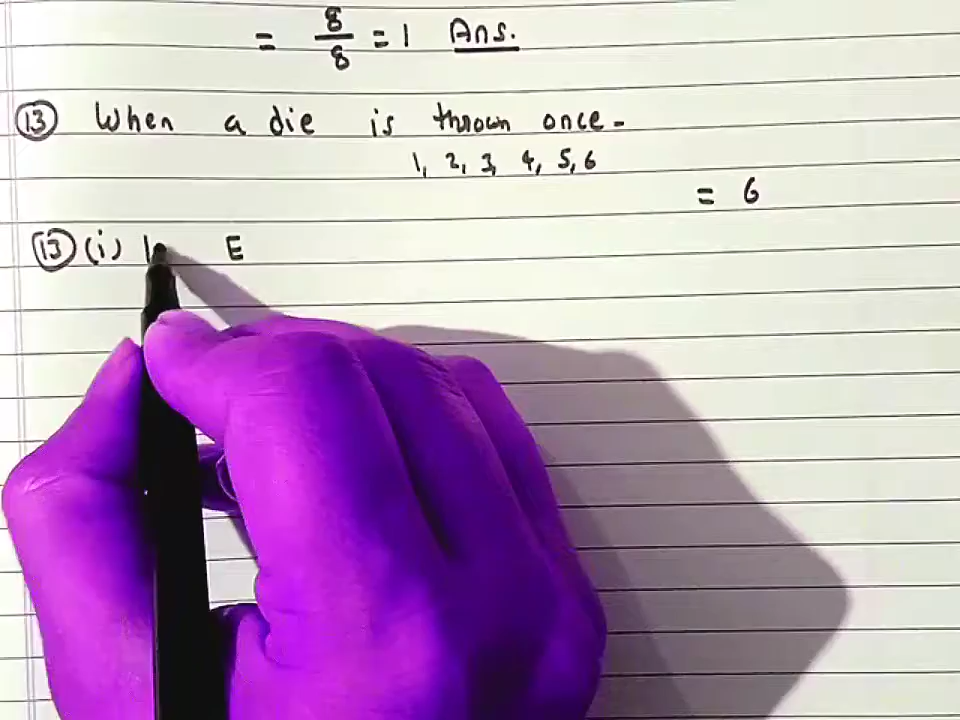 = 8/8 = 1 Ans.
13 When a die is thrown once-
1, 2, 3, 4, 5, 6
= 6
13 (i) E